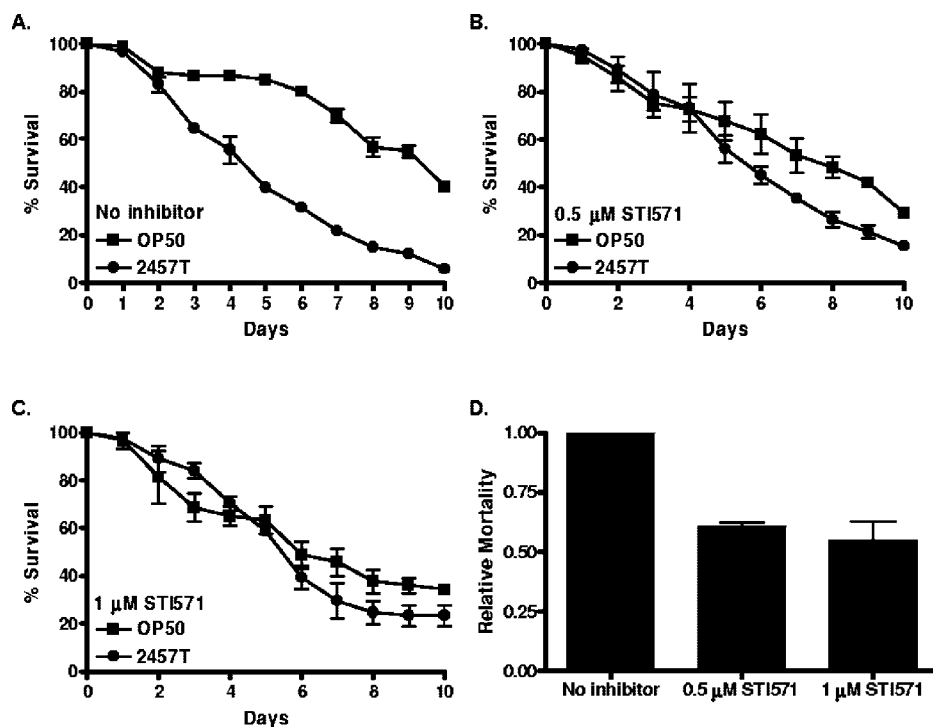 A.
100
80
60
40
20
0
% Survival
No inhibitor
OP50
2457T
0 1 2 3 4 5 6 7 8 9 10
Days
B.
100
80
60
40
20
0
% Survival
0.5 µM STI571
OP50
2457T
0 2 4 6 8 10
Days
C.
100
80
60
40
20
0
% Survival
1 µM STI571
OP50
2457T
0 2 4 6 8 10
Days
D.
1.00
0.75
0.50
0.25
0.00
Relative Mortality
No inhibitor 0.5 µM STI571 1 µM STI571